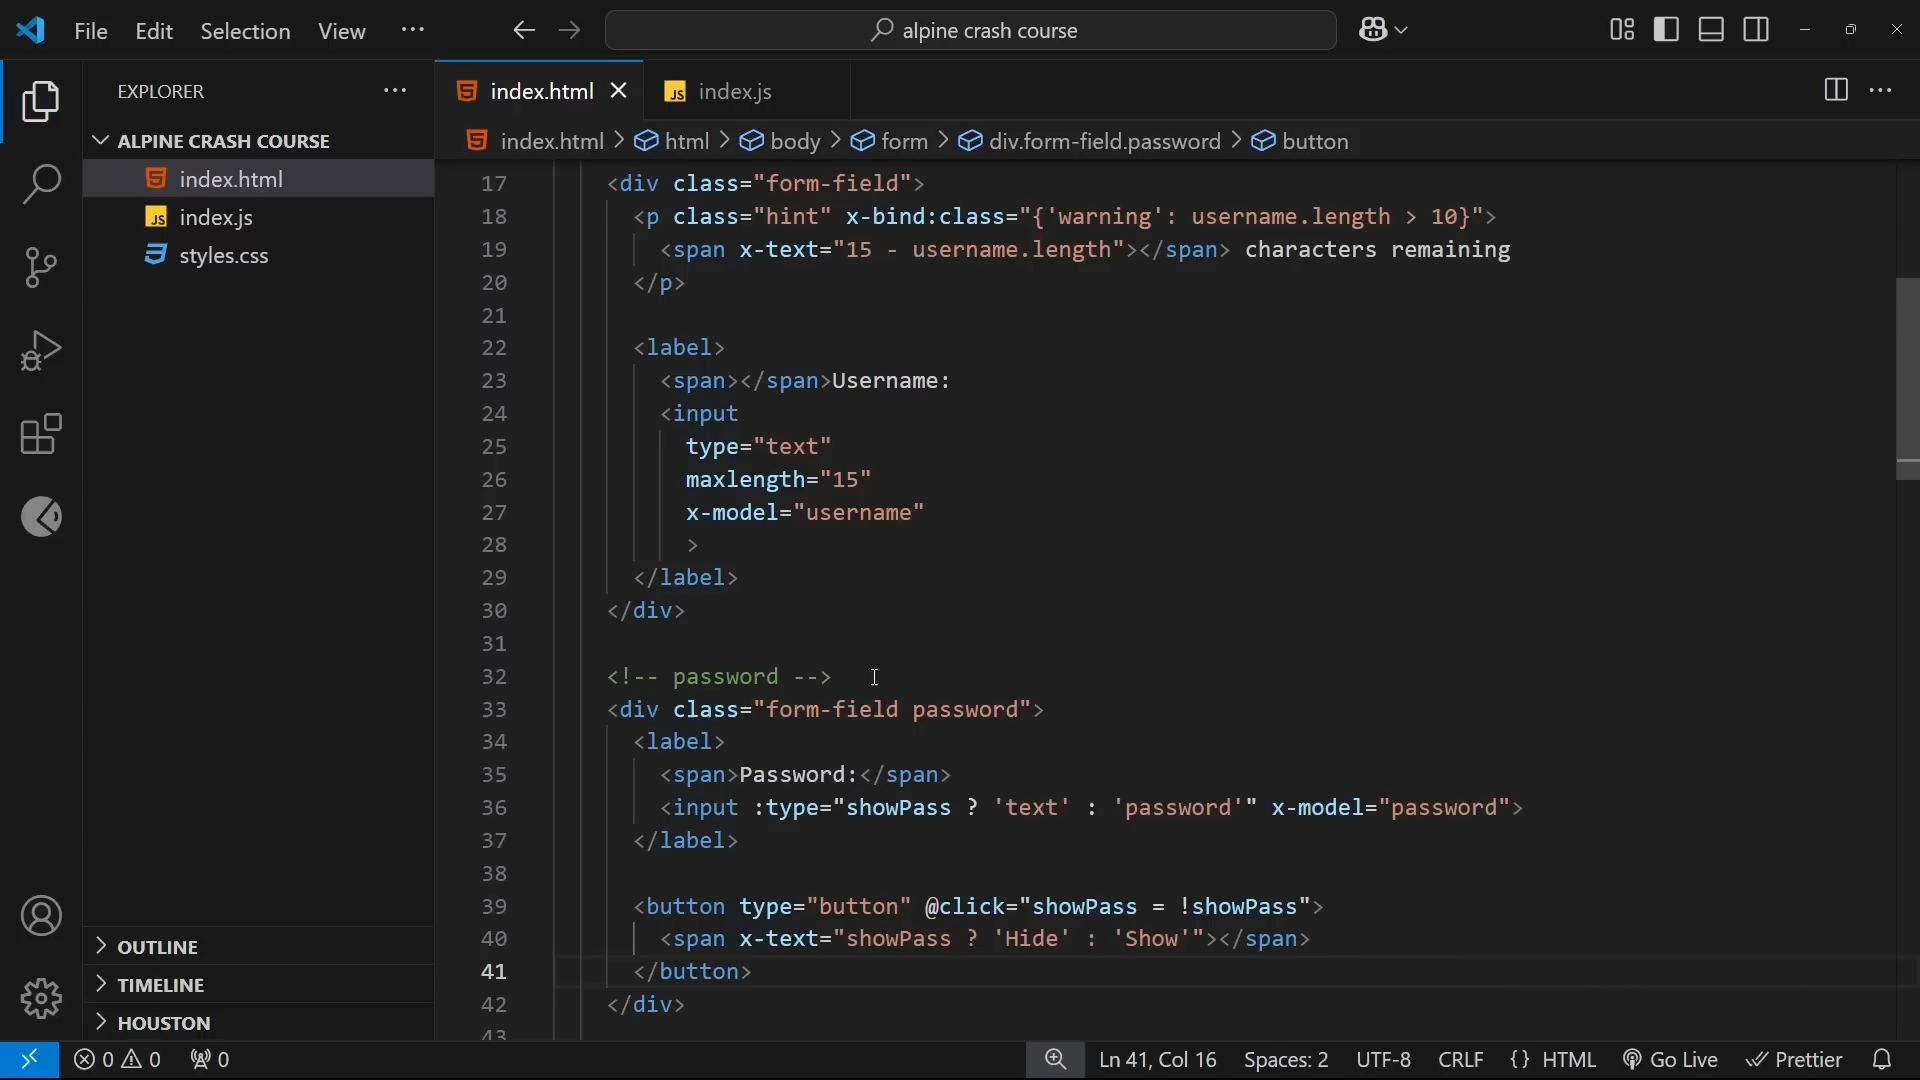 File Edit Selection View ... alpine crash course
EXPLORER ...
ALPINE CRASH COURSE
index.html
index.js
styles.css
OUTLINE
TIMELINE
HOUSTON
index.html index.js
index.html > html > body > form > div.form-field.password > button
17 <div class="form-field">
18 <p class="hint" x-bind:class="{'warning': username.length > 10}">
19 <span x-text="15 - username.length"></span> characters remaining
20 </p>
21
22 <label>
23 <span></span>Username:
24 <input
25 type="text"
26 maxlength="15"
27 x-model="username"
28 >
29 </label>
30 </div>
31
32 <!-- password -->
33 <div class="form-field password">
34 <label>
35 <span>Password:</span>
36 <input :type="showPass ? 'text' : 'password'" x-model="password">
37 </label>
38
39 <button type="button" @click="showPass = !showPass">
40 <span x-text="showPass ? 'Hide' : 'Show'"></span>
41 </button>
42 </div>
43
0 0 0 Ln 41, Col 16 Spaces: 2 UTF-8 CRLF {} HTML Go Live Prettier